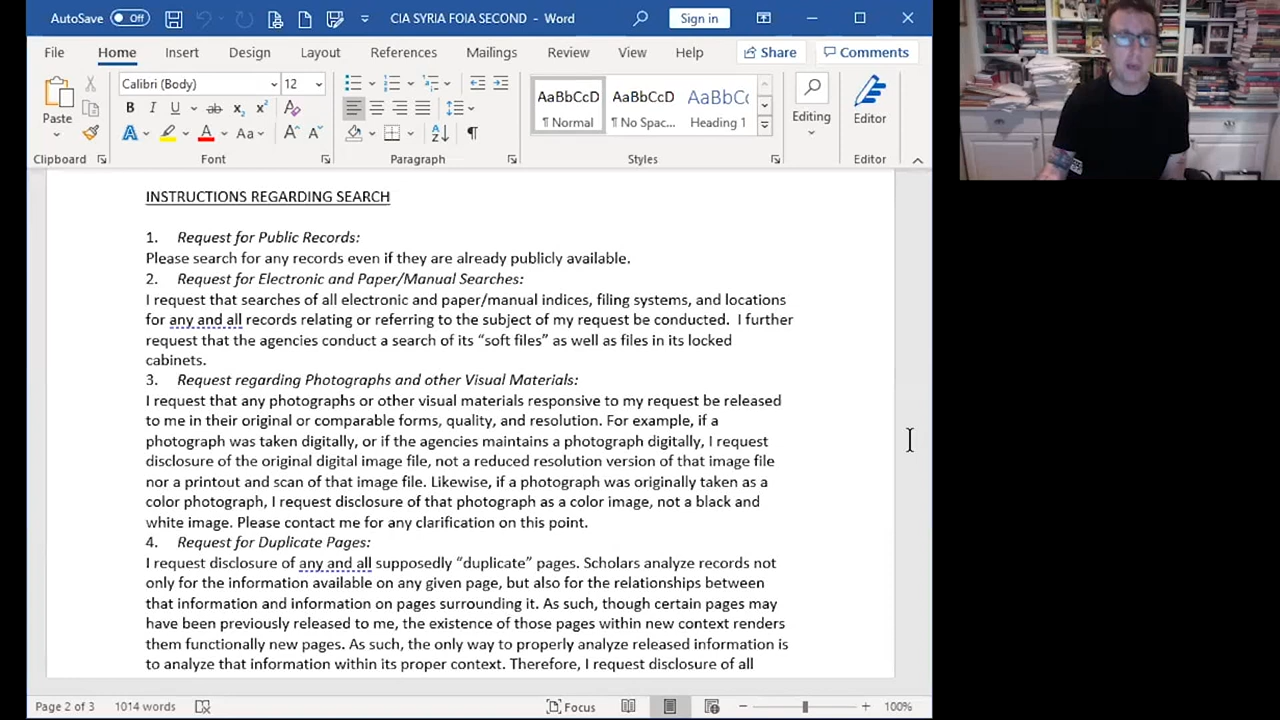 AutoSave Off CIA SYRIA FOIA SECOND - Word Sign in
File Home Insert Design Layout References Mailings Review View Help Share Comments
Calibri (Body) 12
Paste
AaBbCcD AaBbCcD AaBbCc
¶ Normal ¶ No Spac... Heading 1
Editing Editor
Clipboard Font Paragraph Styles Editor
INSTRUCTIONS REGARDING SEARCH
1. Request for Public Records:
Please search for any records even if they are already publicly available.
2. Request for Electronic and Paper/Manual Searches:
I request that searches of all electronic and paper/manual indices, filing systems, and locations
for any and all records relating or referring to the subject of my request be conducted. I further
request that the agencies conduct a search of its “soft files” as well as files in its locked
cabinets.
3. Request regarding Photographs and other Visual Materials:
I request that any photographs or other visual materials responsive to my request be released
to me in their original or comparable forms, quality, and resolution. For example, if a
photograph was taken digitally, or if the agencies maintains a photograph digitally, I request
disclosure of the original digital image file, not a reduced resolution version of that image file
nor a printout and scan of that image file. Likewise, if a photograph was originally taken as a
color photograph, I request disclosure of that photograph as a color image, not a black and
white image. Please contact me for any clarification on this point.
4. Request for Duplicate Pages:
I request disclosure of any and all supposedly “duplicate” pages. Scholars analyze records not
only for the information available on any given page, but also for the relationships between
that information and information on pages surrounding it. As such, though certain pages may
have been previously released to me, the existence of those pages within new context renders
them functionally new pages. As such, the only way to properly analyze released information is
to analyze that information within its proper context. Therefore, I request disclosure of all
Page 2 of 3 1014 words Focus 100%